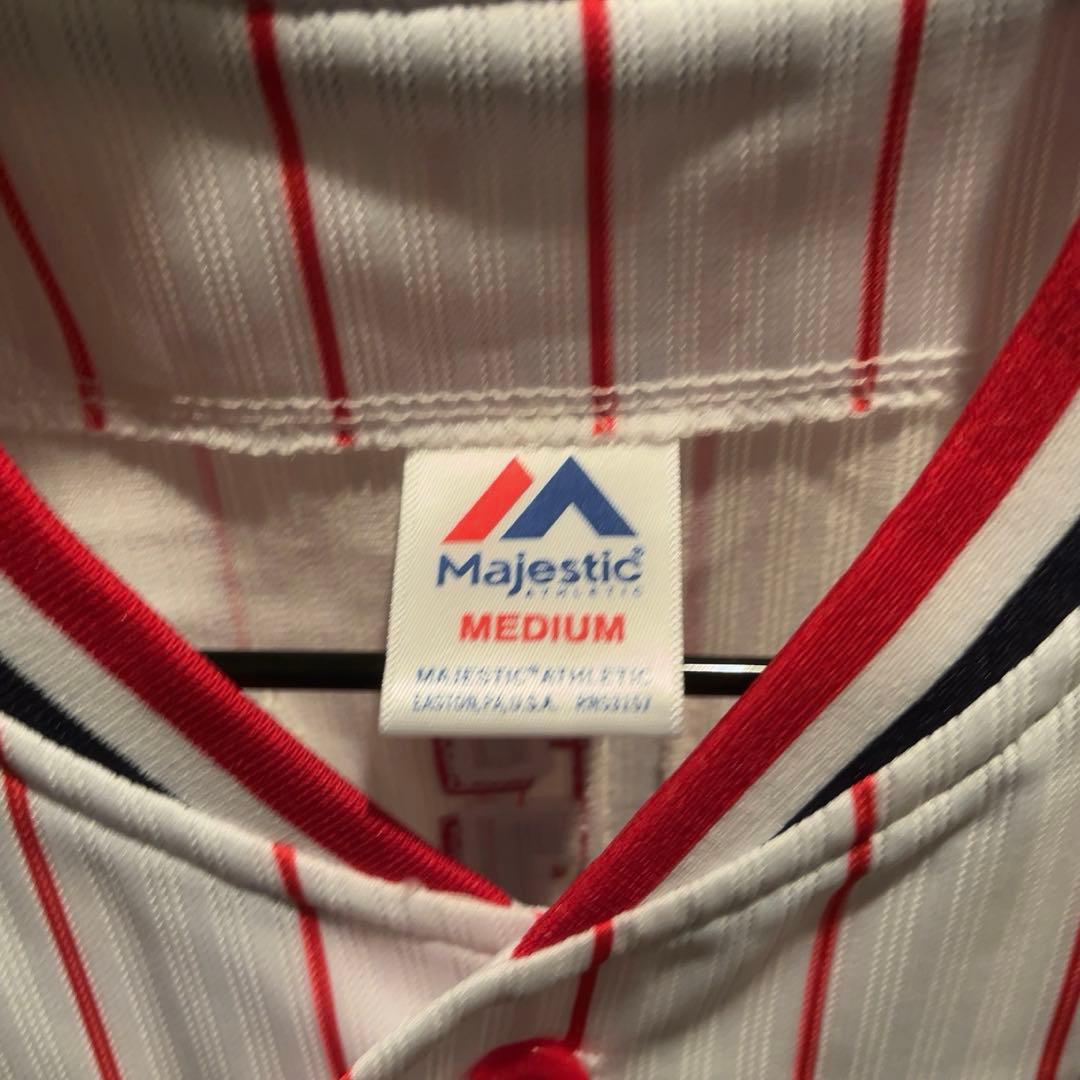 Majestic®
ATHLETIC
MEDIUM
MAJESTIC® ATHLETIC
EASTON, PA, U.S.A.